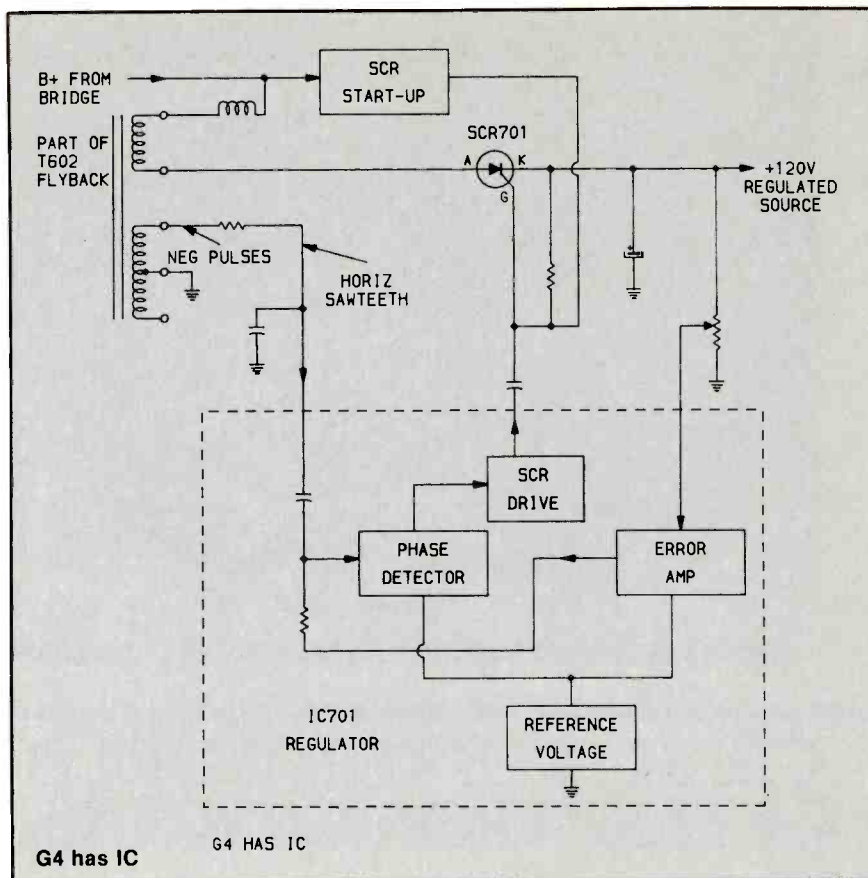 B+ FROM
BRIDGE
SCR
START-UP
PART OF
T602
FLYBACK
SCR701
A
K
G
+120V
REGULATED
SOURCE
NEG PULSES
HORIZ
SAWTEETH
+
SCR
DRIVE
PHASE
DETECTOR
ERROR
AMP
IC701
REGULATOR
REFERENCE
VOLTAGE
G4 HAS IC
G4 has IC